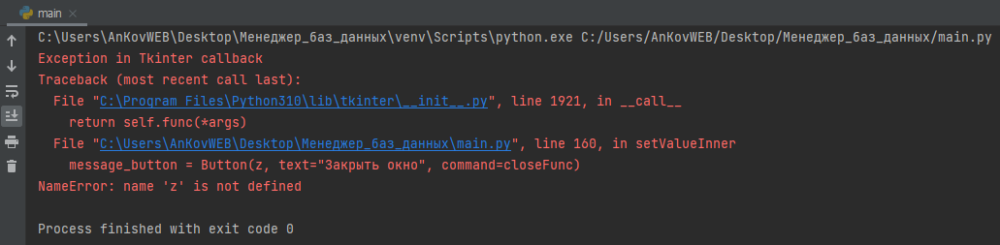 main
C:\Users\AnKovWEB\Desktop\Менеджер_баз_данных\venv\Scripts\python.exe C:/Users/AnKovWEB/Desktop/Менеджер_баз_данных/main.py
Exception in Tkinter callback
Traceback (most recent call last):
  File "C:\Program Files\Python310\lib\tkinter\__init__.py", line 1921, in __call__
    return self.func(*args)
  File "C:\Users\AnKovWEB\Desktop\Менеджер_баз_данных\main.py", line 160, in setValueInner
    message_button = Button(z, text="Закрыть окно", command=closeFunc)
NameError: name 'z' is not defined
Process finished with exit code 0